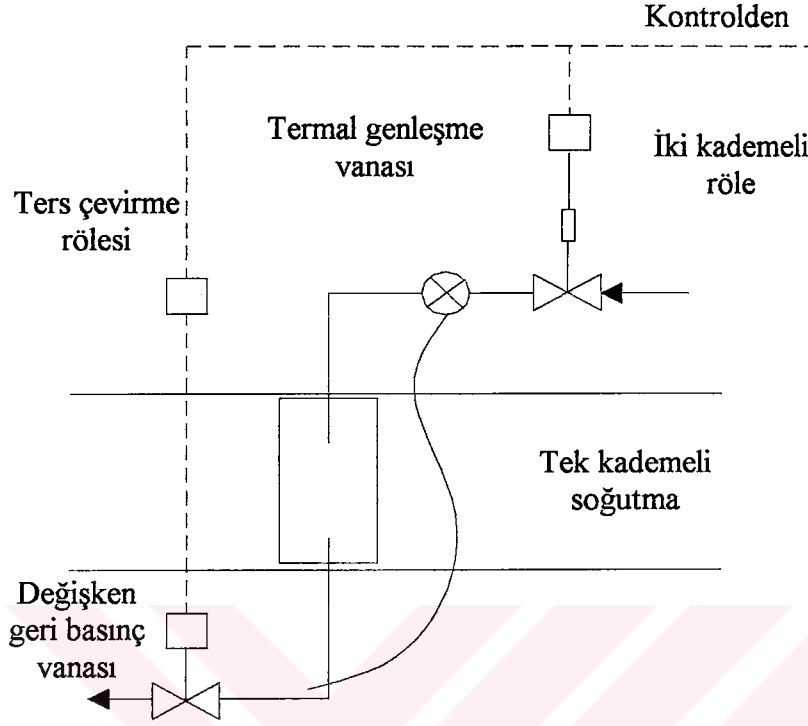 Kontrolden
Termal genleşme
vanası
İki kademeli
röle
Ters çevirme
rölesi
Tek kademeli
soğutma
Değişken
geri basınç
vanası